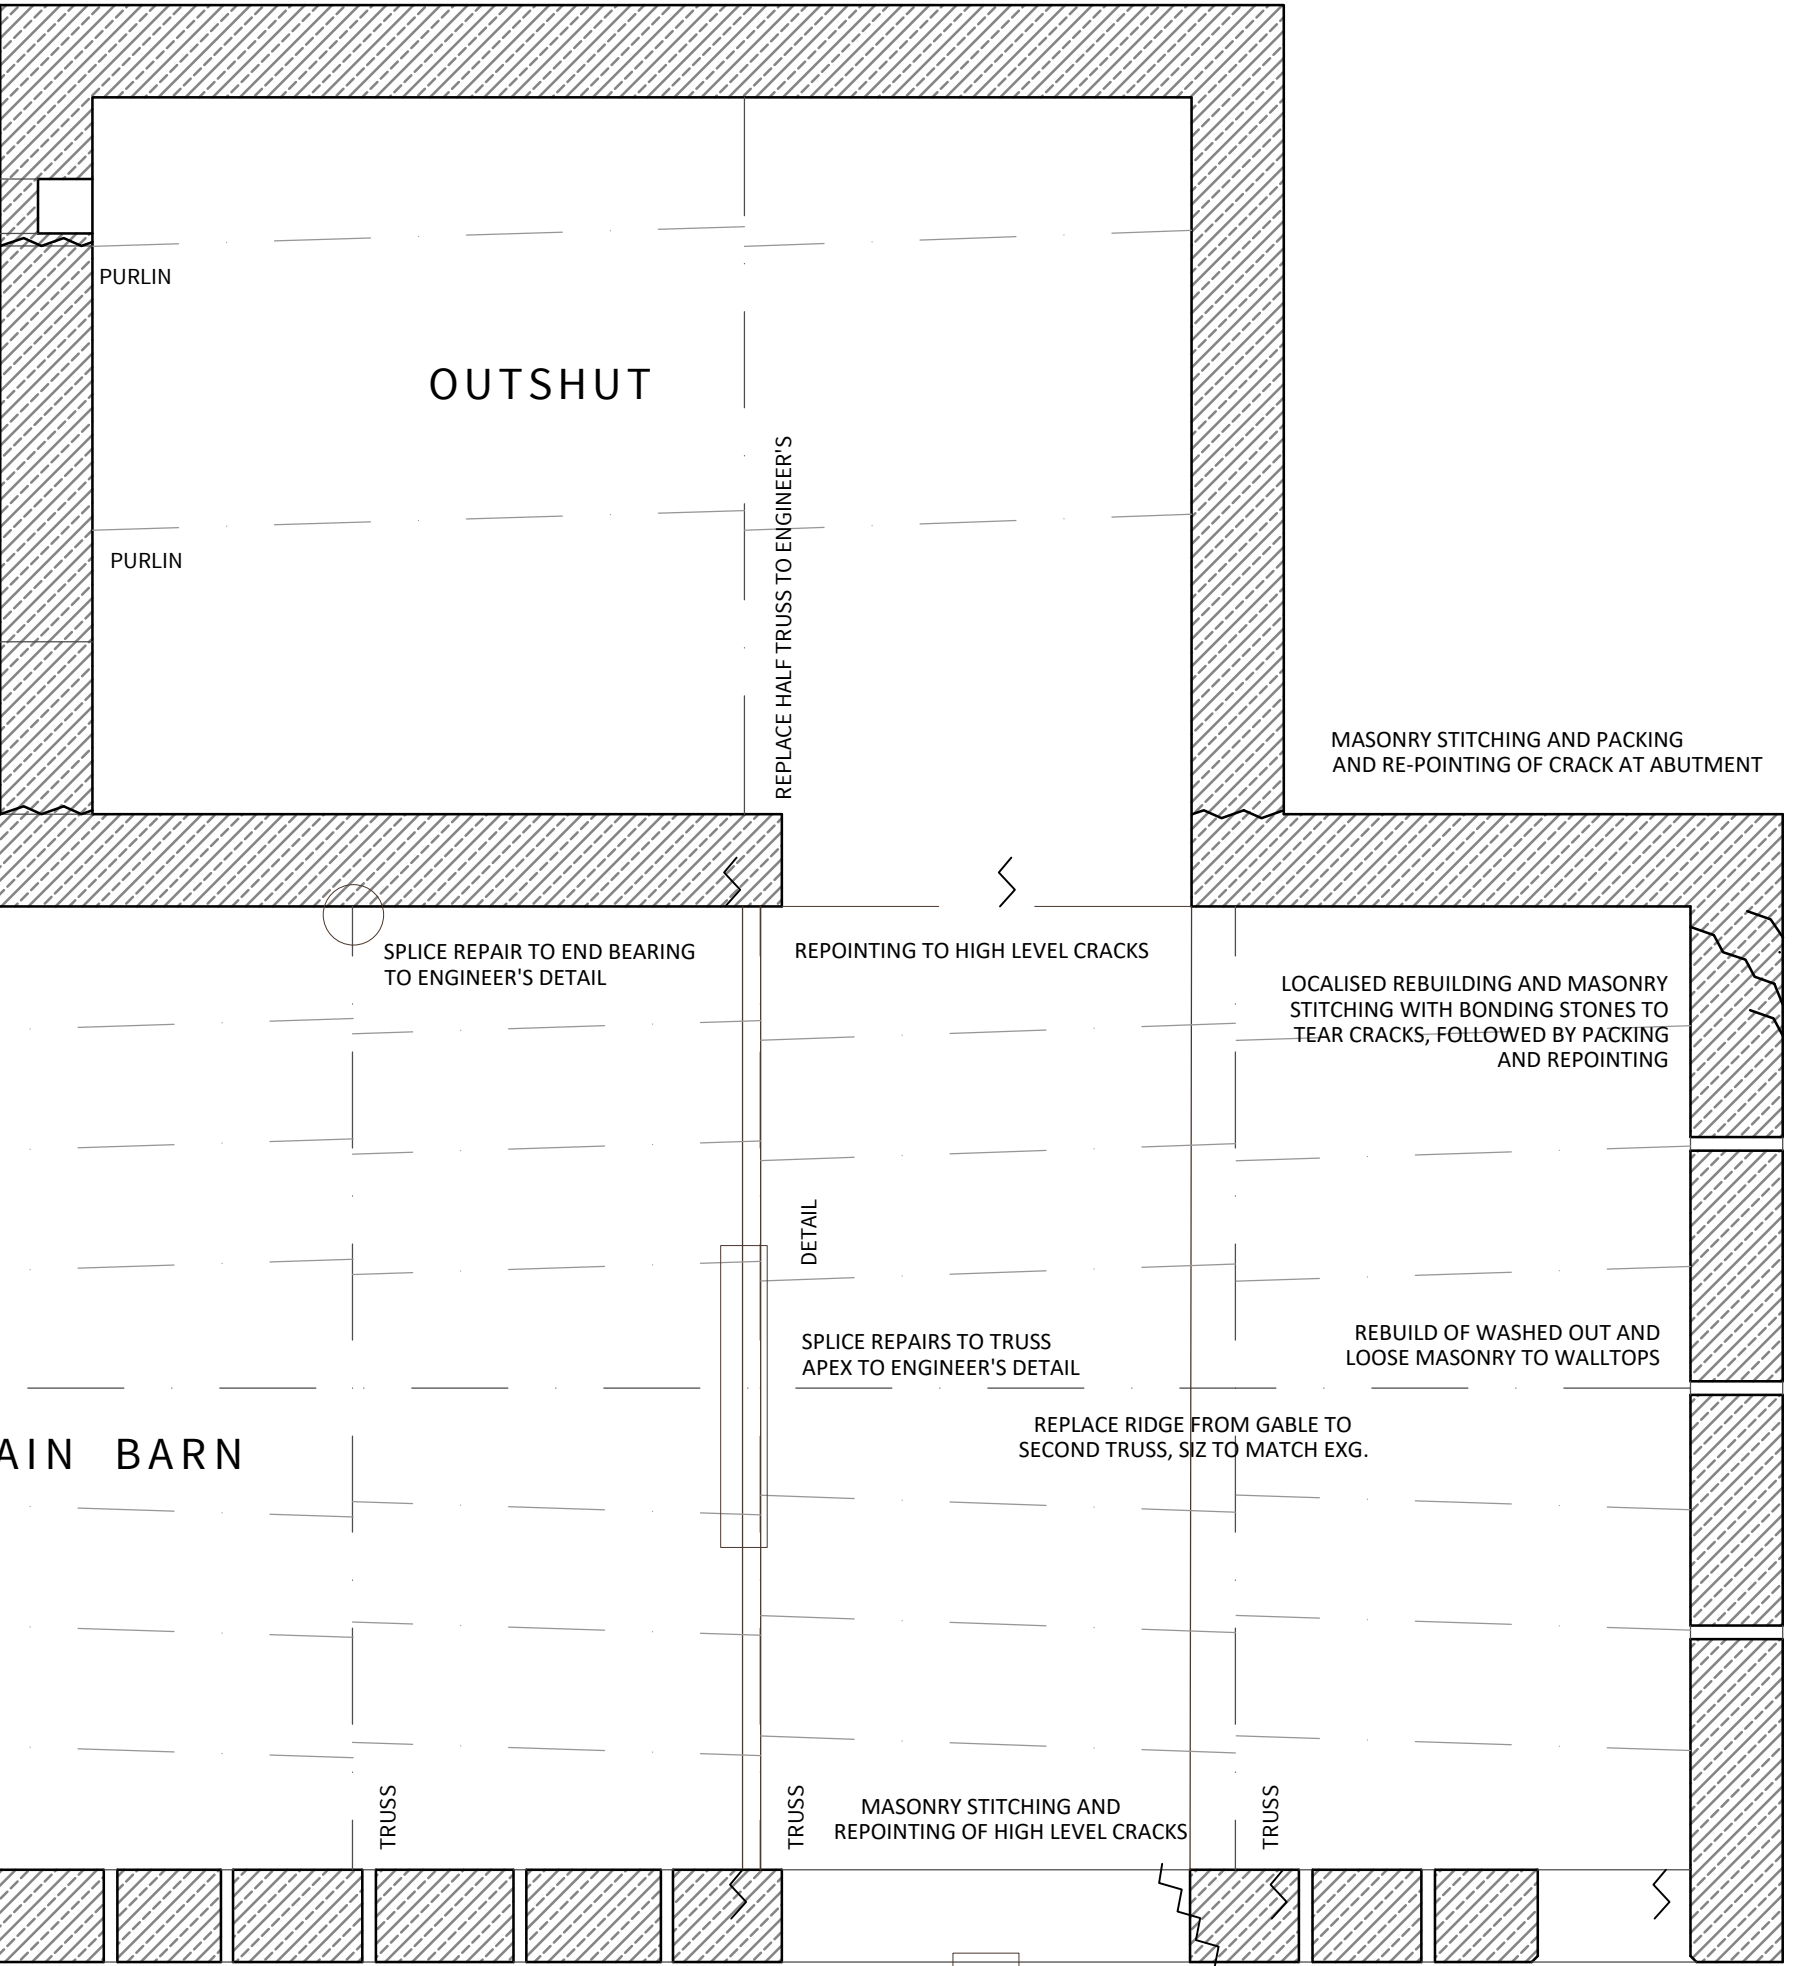 PURLIN
OUTSHUT
REPLACE HALF TRUSS TO ENGINEER'S
PURLIN
MASONRY STITCHING AND PACKING
AND RE-POINTING OF CRACK AT ABUTMENT
SPLICE REPAIR TO END BEARING
TO ENGINEER'S DETAIL
REPOINTING TO HIGH LEVEL CRACKS
LOCALISED REBUILDING AND MASONRY
STITCHING WITH BONDING STONES TO
TEAR CRACKS, FOLLOWED BY PACKING
AND REPOINTING
DETAIL
SPLICE REPAIRS TO TRUSS
APEX TO ENGINEER'S DETAIL
REBUILD OF WASHED OUT AND
LOOSE MASONRY TO WALLTOPS
REPLACE RIDGE FROM GABLE TO
SECOND TRUSS, SIZ TO MATCH EXG.
AIN BARN
TRUSS
TRUSS
MASONRY STITCHING AND
REPOINTING OF HIGH LEVEL CRACKS
TRUSS